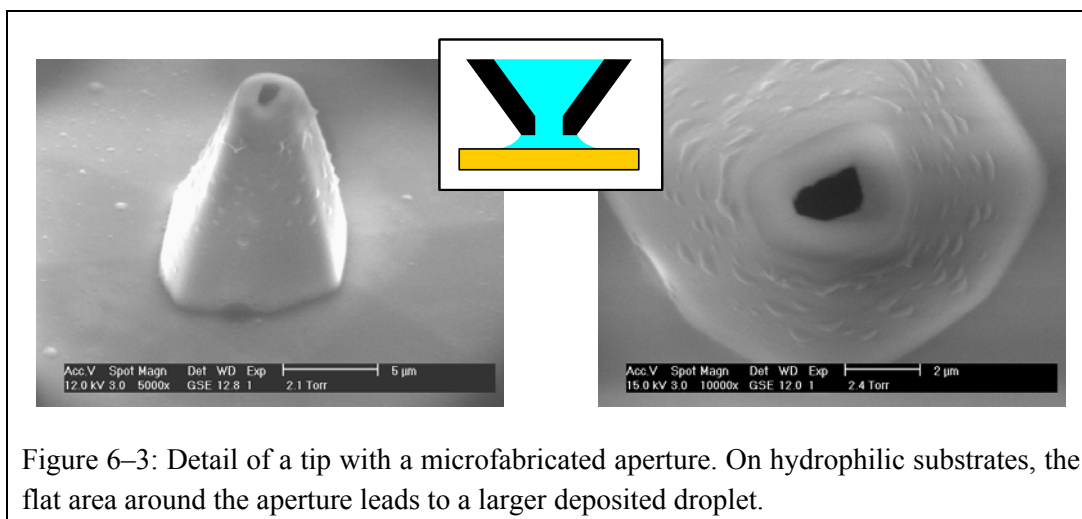 Acc.V Spot Magn Det WD Exp 5 µm
12.0 kV 3.0 5000x GSE 12.8 1 2.1 Torr
Acc.V Spot Magn Det WD Exp 2 µm
15.0 kV 3.0 10000x GSE 12.0 1 2.4 Torr
Figure 6–3: Detail of a tip with a microfabricated aperture. On hydrophilic substrates, the
flat area around the aperture leads to a larger deposited droplet.